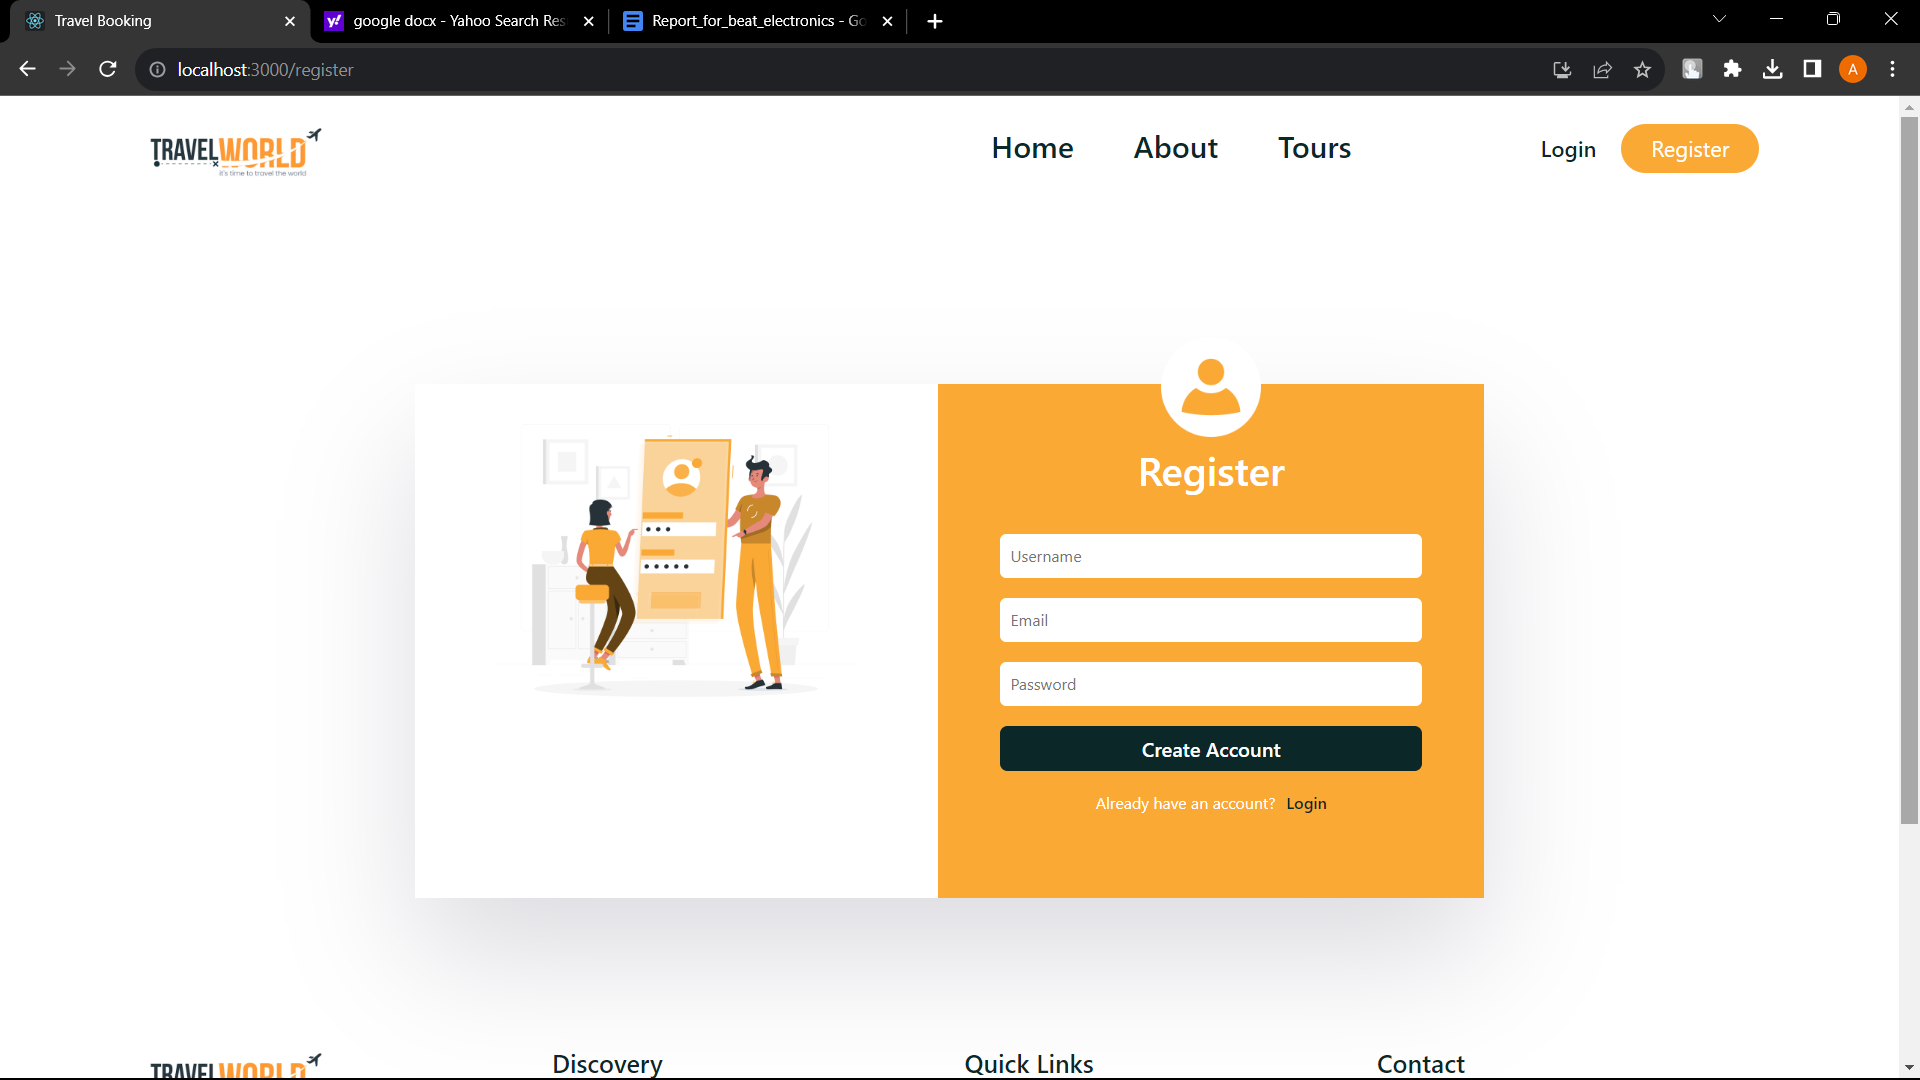 Travel Booking
google docx - Yahoo Search Res
Report_for_beat_electronics - Go
localhost:3000/register
A
TRAVELWORLD
it's time to travel the world
Home
About
Tours
Login
Register
Register
Username
Email
Password
Create Account
Already have an account? Login
TRAVELWORLD
Discovery
Quick Links
Contact